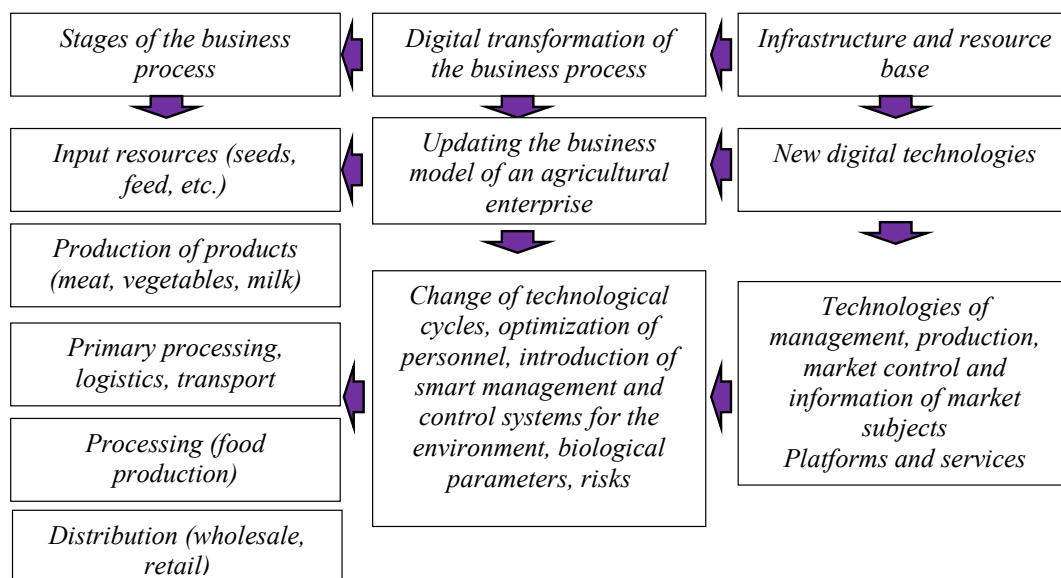 Stages of the business
process
Digital transformation of
the business process
Infrastructure and resource
base
Input resources (seeds,
feed, etc.)
Updating the business
model of an agricultural
enterprise
New digital technologies
Production of products
(meat, vegetables, milk)
Primary processing,
logistics, transport
Processing (food
production)
Distribution (wholesale,
retail)
Change of technological
cycles, optimization of
personnel, introduction of
smart management and
control systems for the
environment, biological
parameters, risks
Technologies of
management, production,
market control and
information of market
subjects
Platforms and services